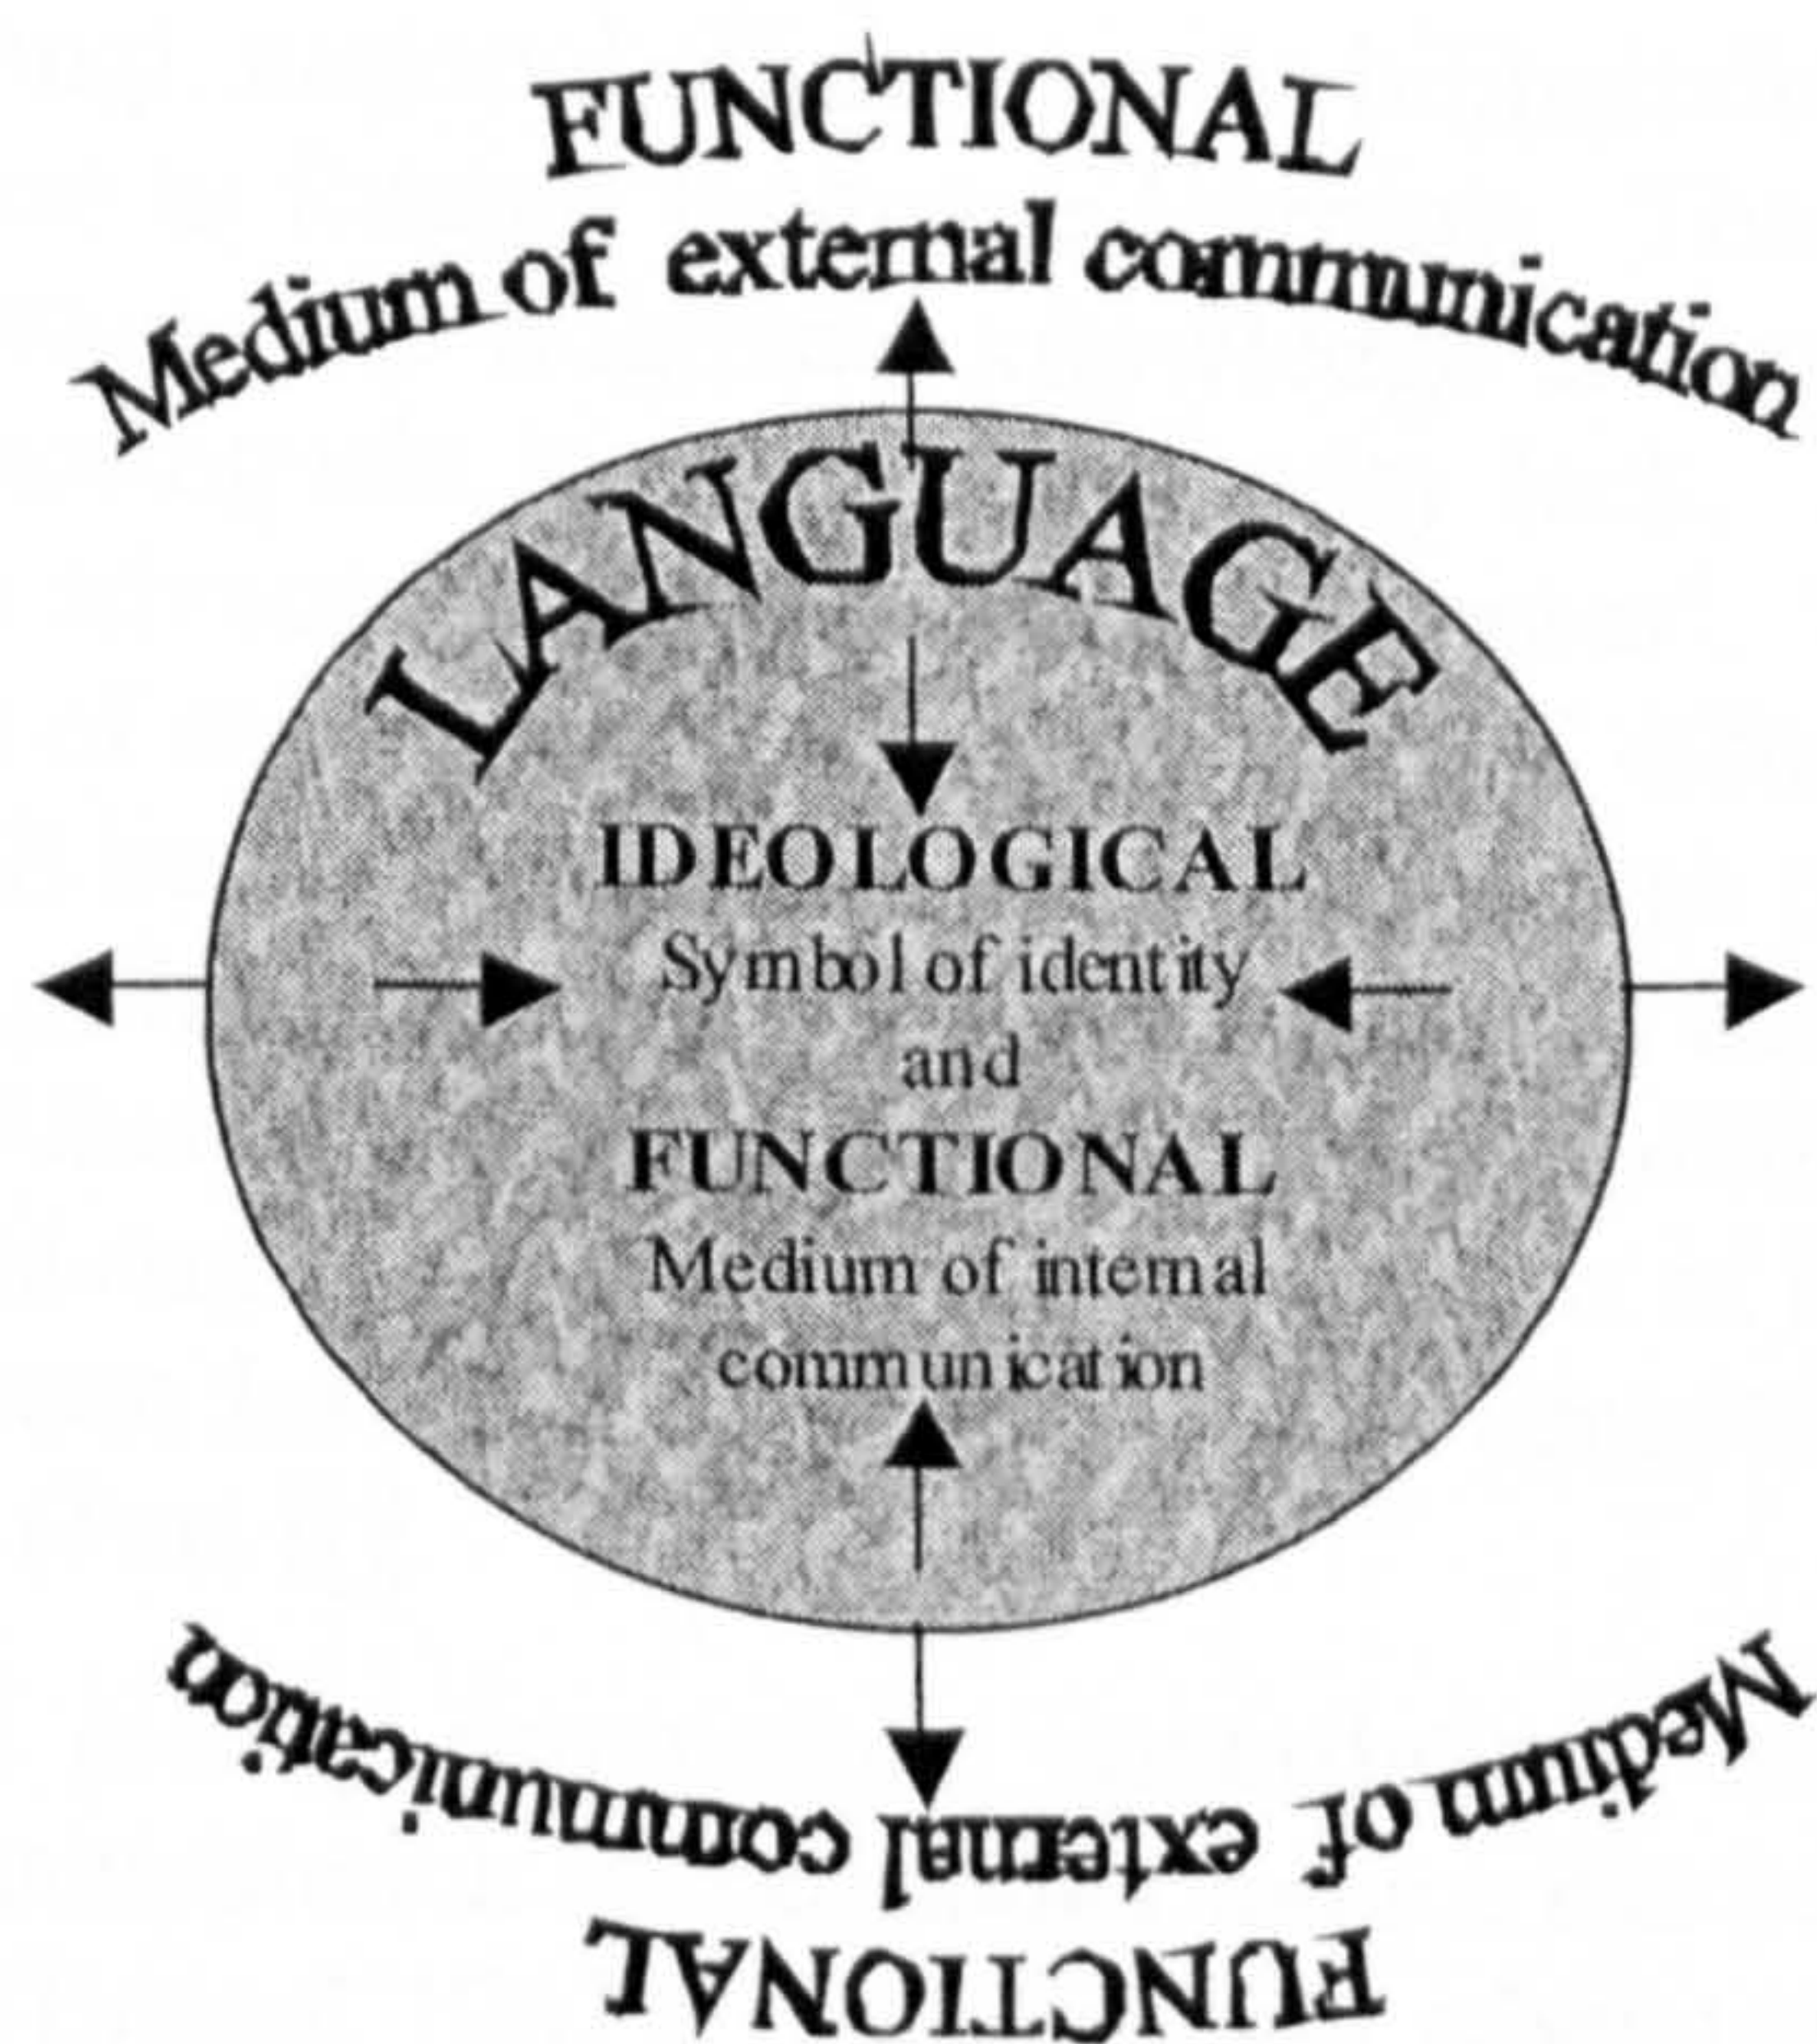 FUNCTIONAL
Medium of external communication
LANGUAGE
IDEOLOGICAL
Symbol of identity
and
FUNCTIONAL
Medium of internal
communication
Medium of external communication
FUNCTIONAL